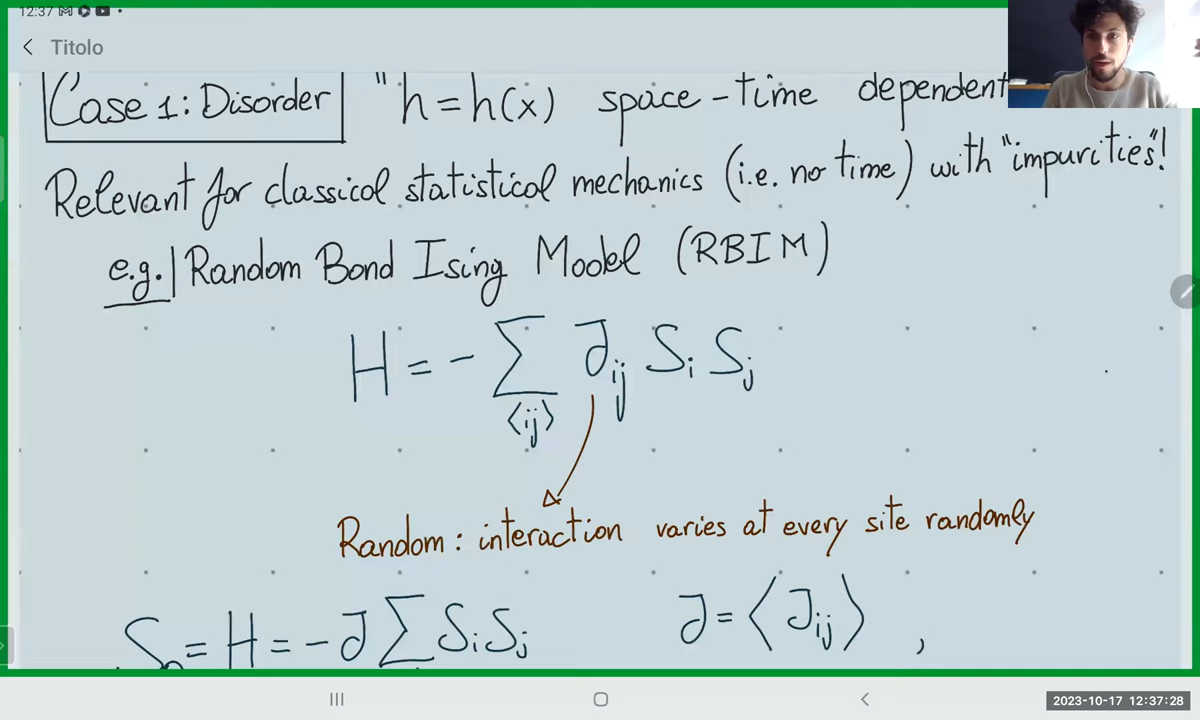 12:37
Titolo
Case 1: Disorder "h = h(x) space-time dependent
Relevant for classical statistical mechanics (i.e. no time) with "impurities"!
e.g. Random Bond Ising Model (RBIM)
H = - ∑ J_ij S_i S_j
<ij>
Random: interaction varies at every site randomly
S_0 = H = - J ∑ S_i S_j J = ⟨J_ij⟩ ,
2023-10-17 12:37:28